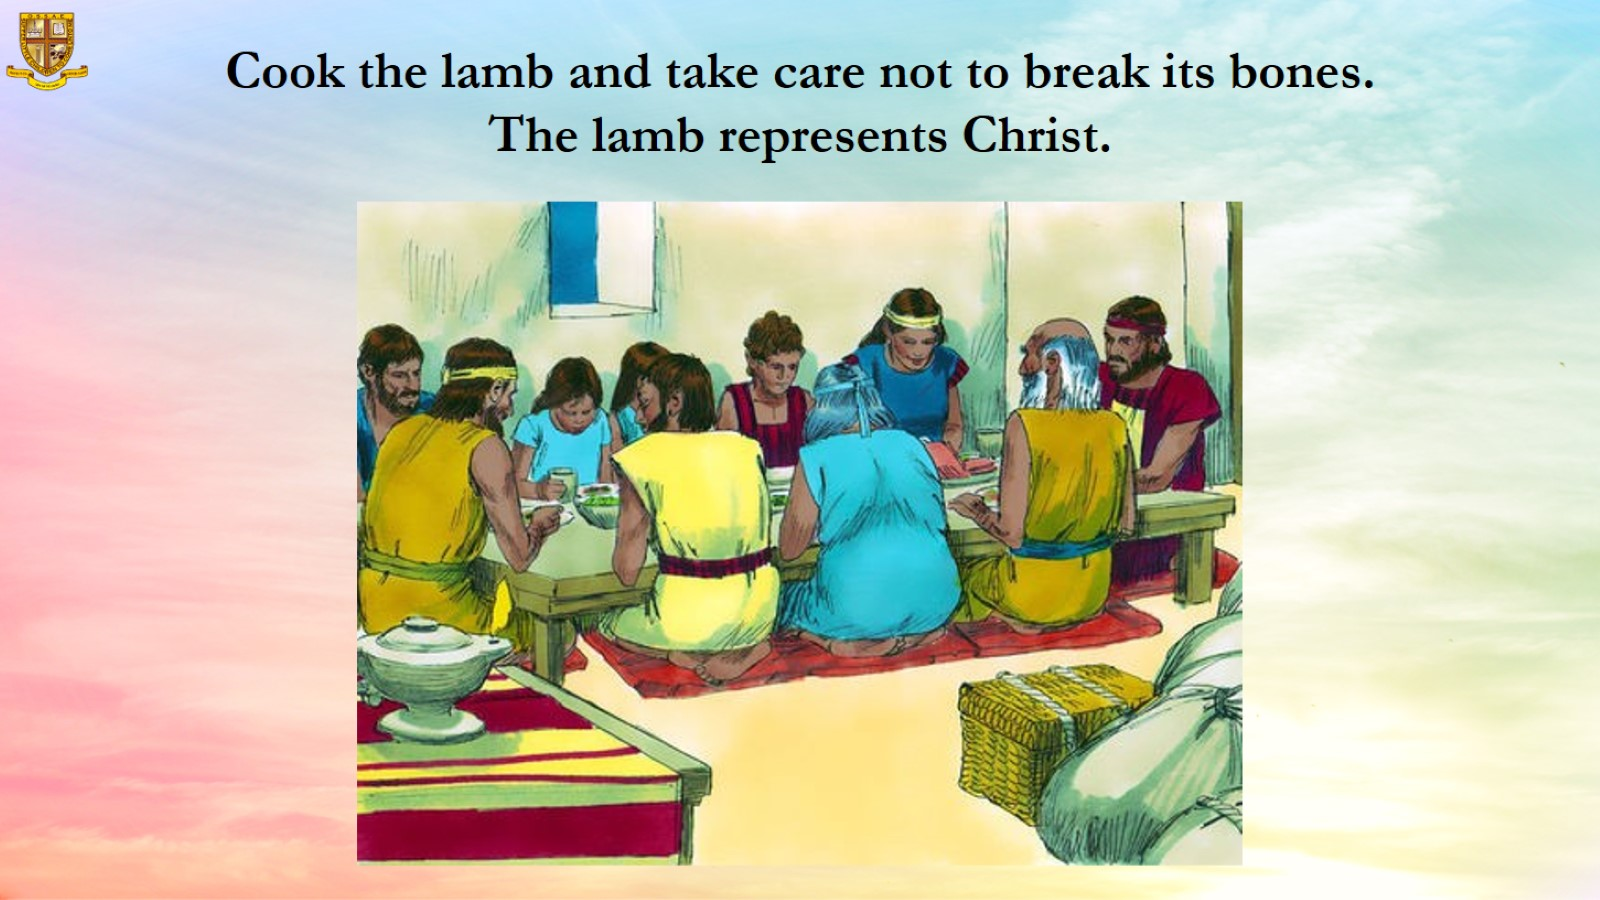 Cook the lamb and take care not to break its bones.
The lamb represents Christ.